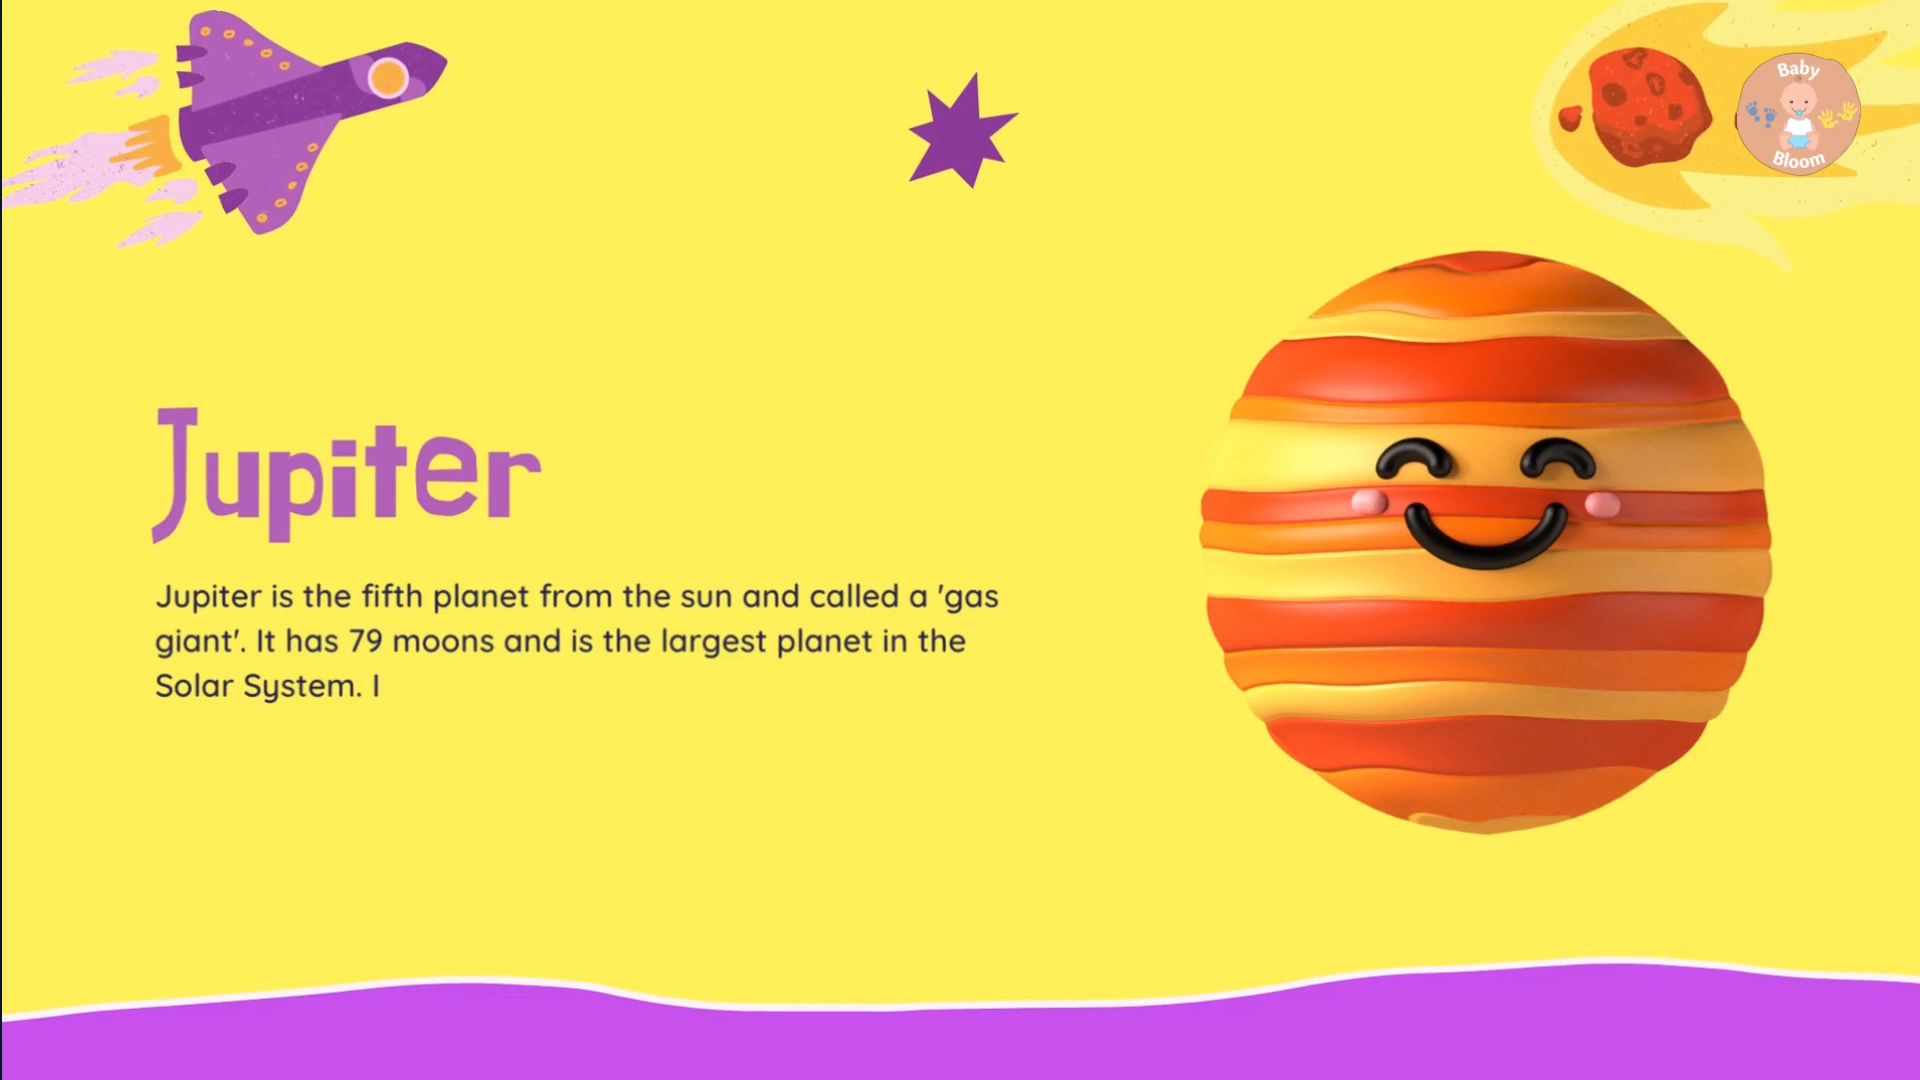 Baby
Bloom
Jupiter
Jupiter is the fifth planet from the sun and called a 'gas
giant'. It has 79 moons and is the largest planet in the
Solar System. I